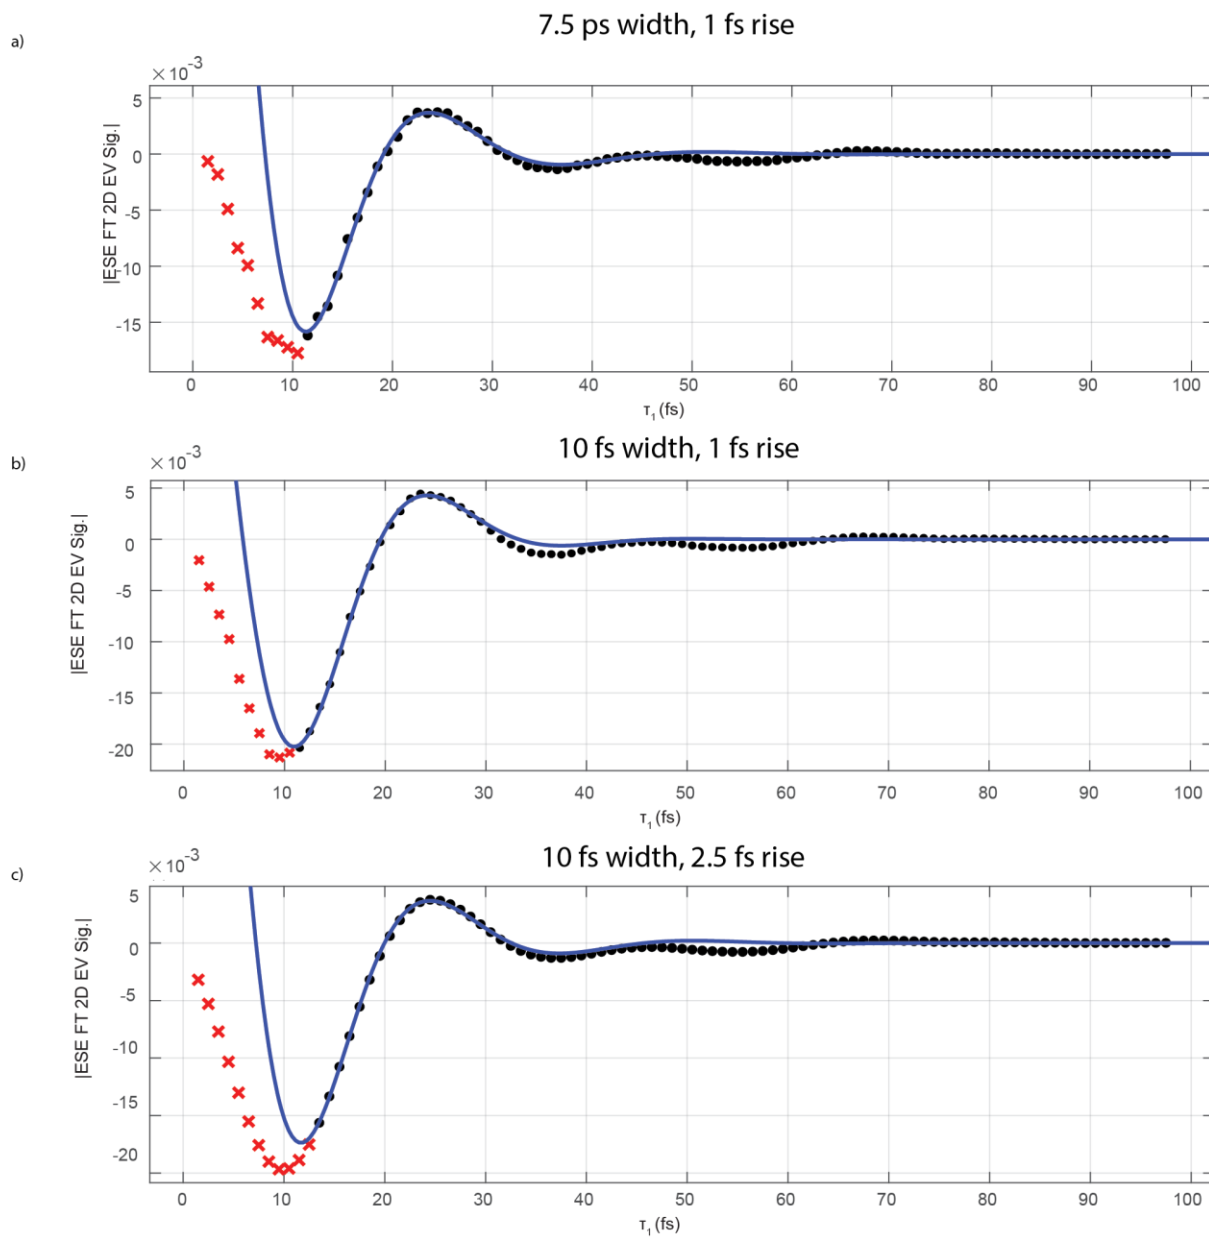 7.5 ps width, 1 fs rise
a)
×10-3
5
0
-5
-10
-15
|ESE FT 2D EV Sig.|
0 10 20 30 40 50 60 70 80 90 100
τ1 (fs)
10 fs width, 1 fs rise
b)
×10-3
5
0
-5
-10
-15
-20
|ESE FT 2D EV Sig.|
0 10 20 30 40 50 60 70 80 90 100
τ1 (fs)
10 fs width, 2.5 fs rise
c)
×10-3
5
0
-5
-10
-15
-20
|ESE FT 2D EV Sig.|
0 10 20 30 40 50 60 70 80 90 100
τ1 (fs)